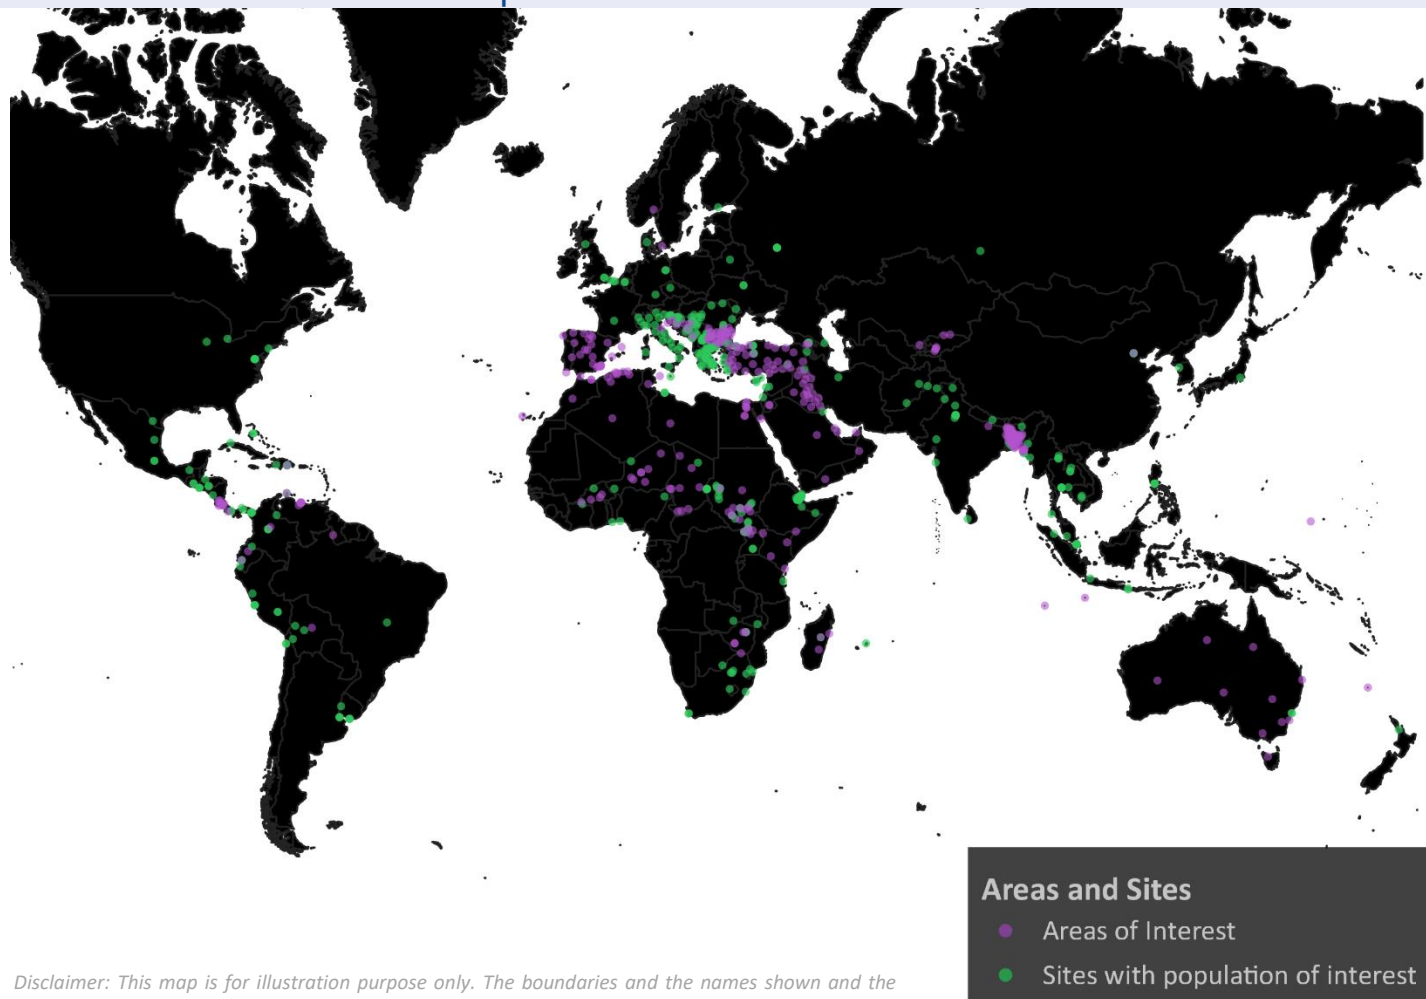 Areas and Sites
Areas of Interest
Sites with population of interest
Disclaimer: This map is for illustration purpose only. The boundaries and the names shown and the